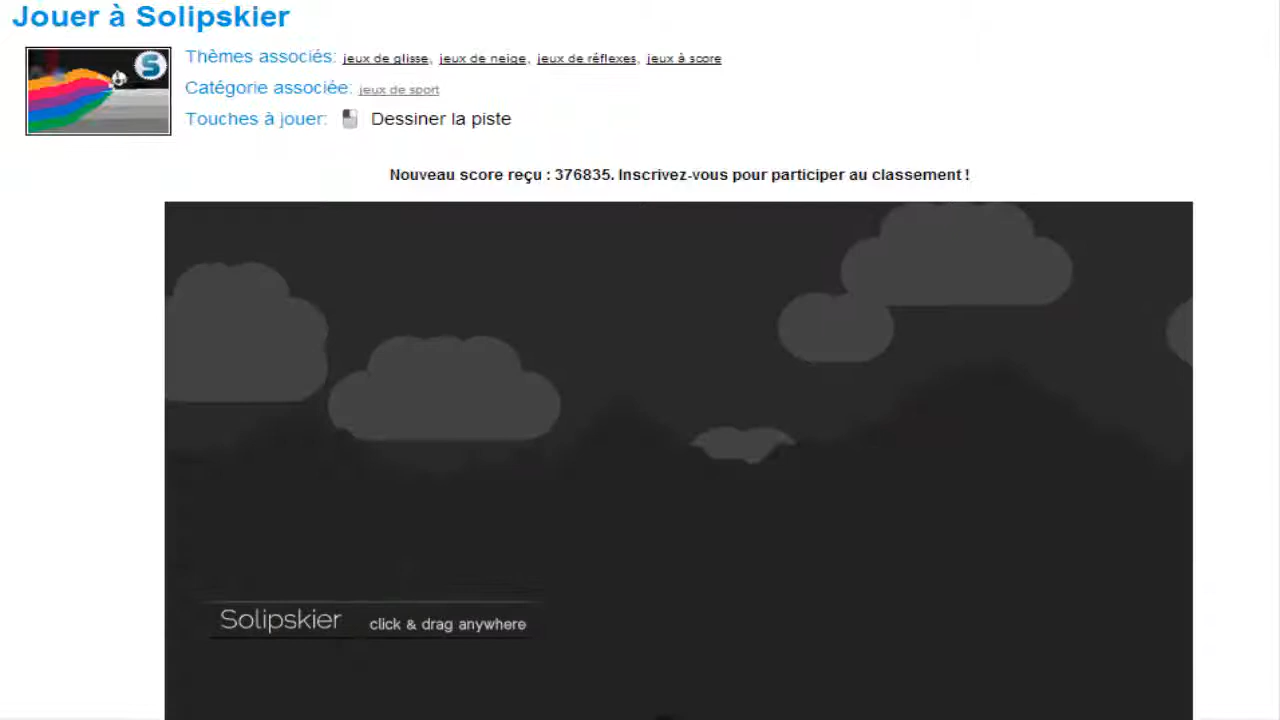 Jouer à Solipskier
S
Thèmes associés: jeux de glisse, jeux de neige, jeux de réflexes, jeux à score
Catégorie associée: jeux de sport
Touches à jouer: Dessiner la piste
Nouveau score reçu : 376835. Inscrivez-vous pour participer au classement !
Solipskier click & drag anywhere